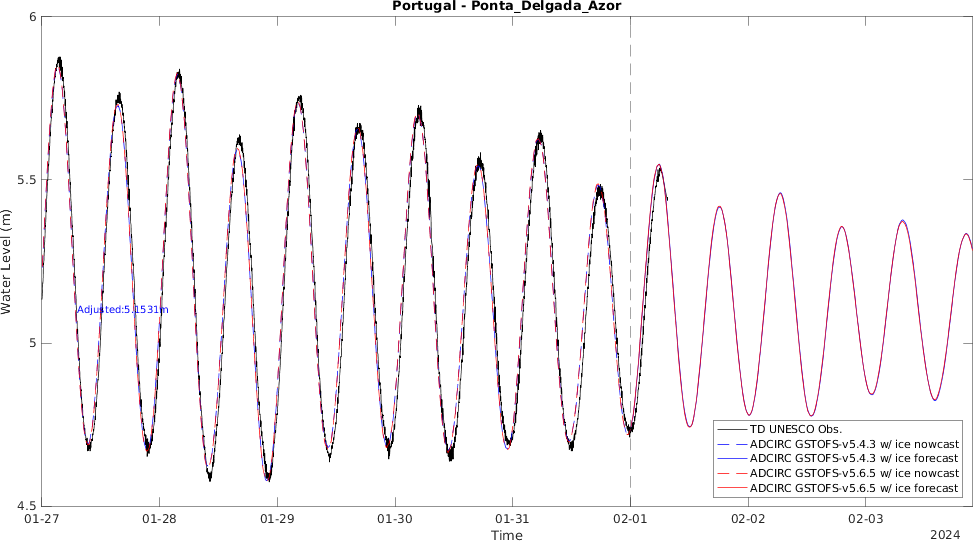 Portugal - Ponta_Delgada_Azor
6
5.5
5
4.5
Water Level (m)
Adjusted:5.1531m
TD UNESCO Obs.
ADCIRC GSTOFS-v5.4.3 w/ ice nowcast
ADCIRC GSTOFS-v5.4.3 w/ ice forecast
ADCIRC GSTOFS-v5.6.5 w/ ice nowcast
ADCIRC GSTOFS-v5.6.5 w/ ice forecast
01-27 01-28 01-29 01-30 01-31 02-01 02-02 02-03
Time
2024